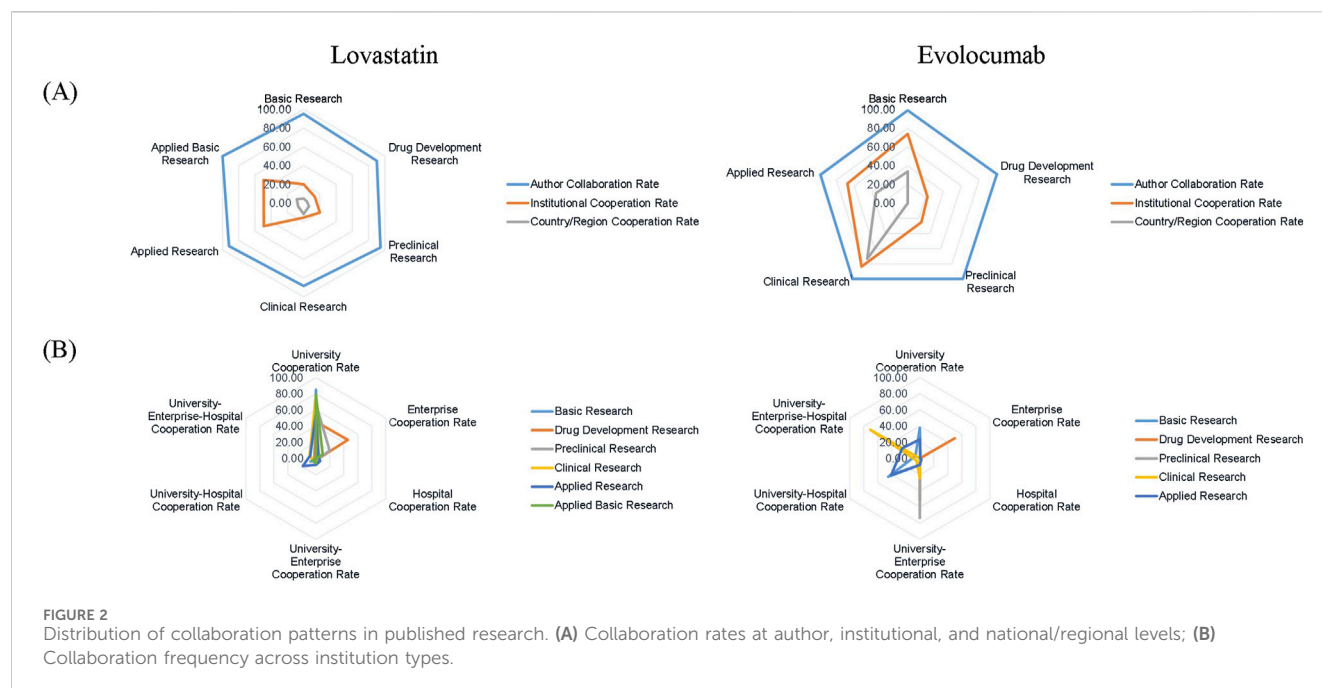 Lovastatin
Evolocumab
(A)
Basic Research
100.00
80.00
60.00
40.00
20.00
0.00
Drug Development
Research
Preclinical
Research
Clinical Research
Applied Research
Applied Basic
Research
Author Collaboration Rate
Institutional Cooperation Rate
Country/Region Cooperation Rate
Basic Research
100.00
80.00
60.00
40.00
20.00
0.00
Drug Development
Research
Preclinical
Research
Clinical Research
Applied Research
Author Collaboration Rate
Institutional Cooperation Rate
Country/Region Cooperation Rate
(B)
University
Cooperation Rate
100.00
80.00
60.00
40.00
20.00
0.00
Enterprise
Cooperation Rate
Hospital
Cooperation Rate
University-
Enterprise
Cooperation Rate
University-Hospital
Cooperation Rate
University-
Enterprise-Hospital
Cooperation Rate
Basic Research
Drug Development Research
Preclinical Research
Clinical Research
Applied Research
Applied Basic Research
University
Cooperation Rate
100.00
80.00
60.00
40.00
20.00
0.00
Enterprise
Cooperation Rate
Hospital
Cooperation Rate
University-
Enterprise
Cooperation Rate
University-Hospital
Cooperation Rate
University-
Enterprise-Hospital
Cooperation Rate
Basic Research
Drug Development Research
Preclinical Research
Clinical Research
Applied Research
FIGURE 2
Distribution of collaboration patterns in published research. (A) Collaboration rates at author, institutional, and national/regional levels; (B)
Collaboration frequency across institution types.